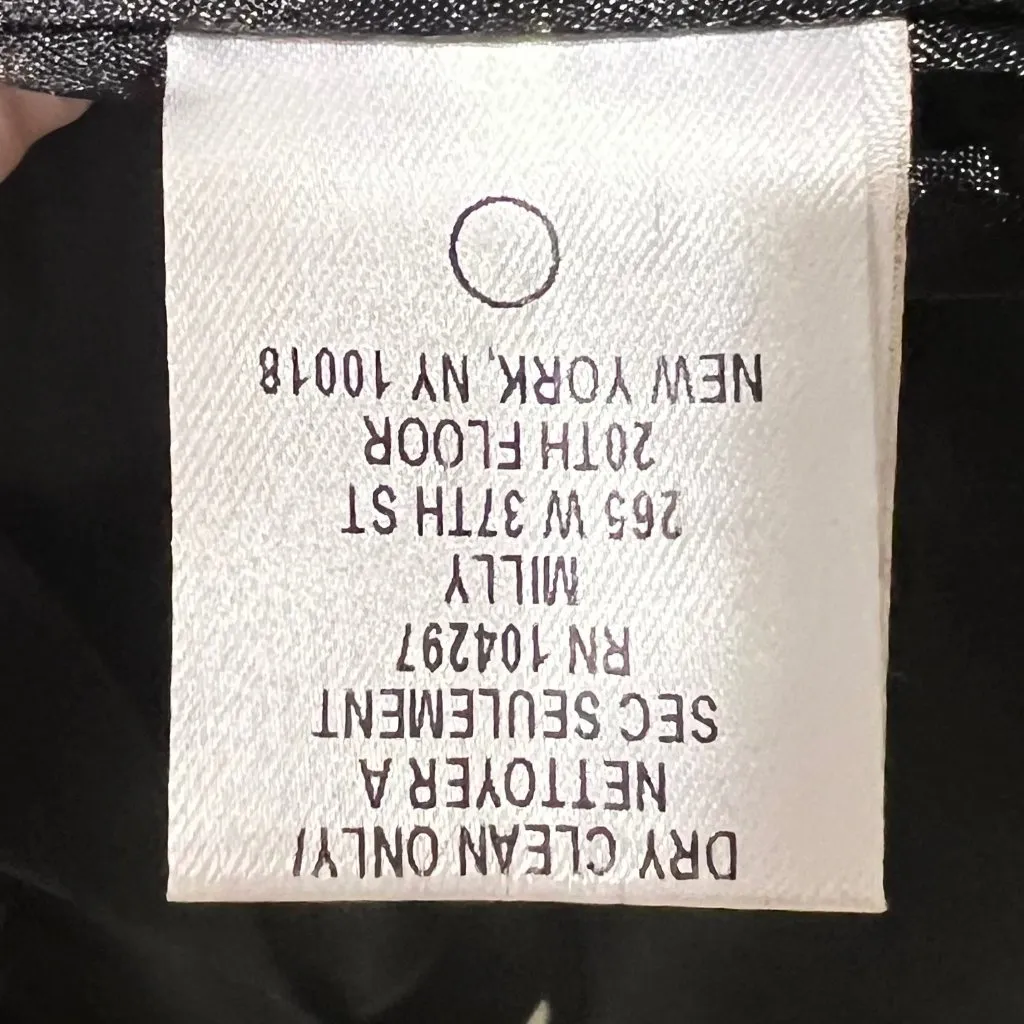 DRY CLEAN ONLY/
NETTOYER A
SEC SEULEMENT
RN 104297
MILLY
265 W 37TH ST
20TH FLOOR
NEW YORK, NY 10018